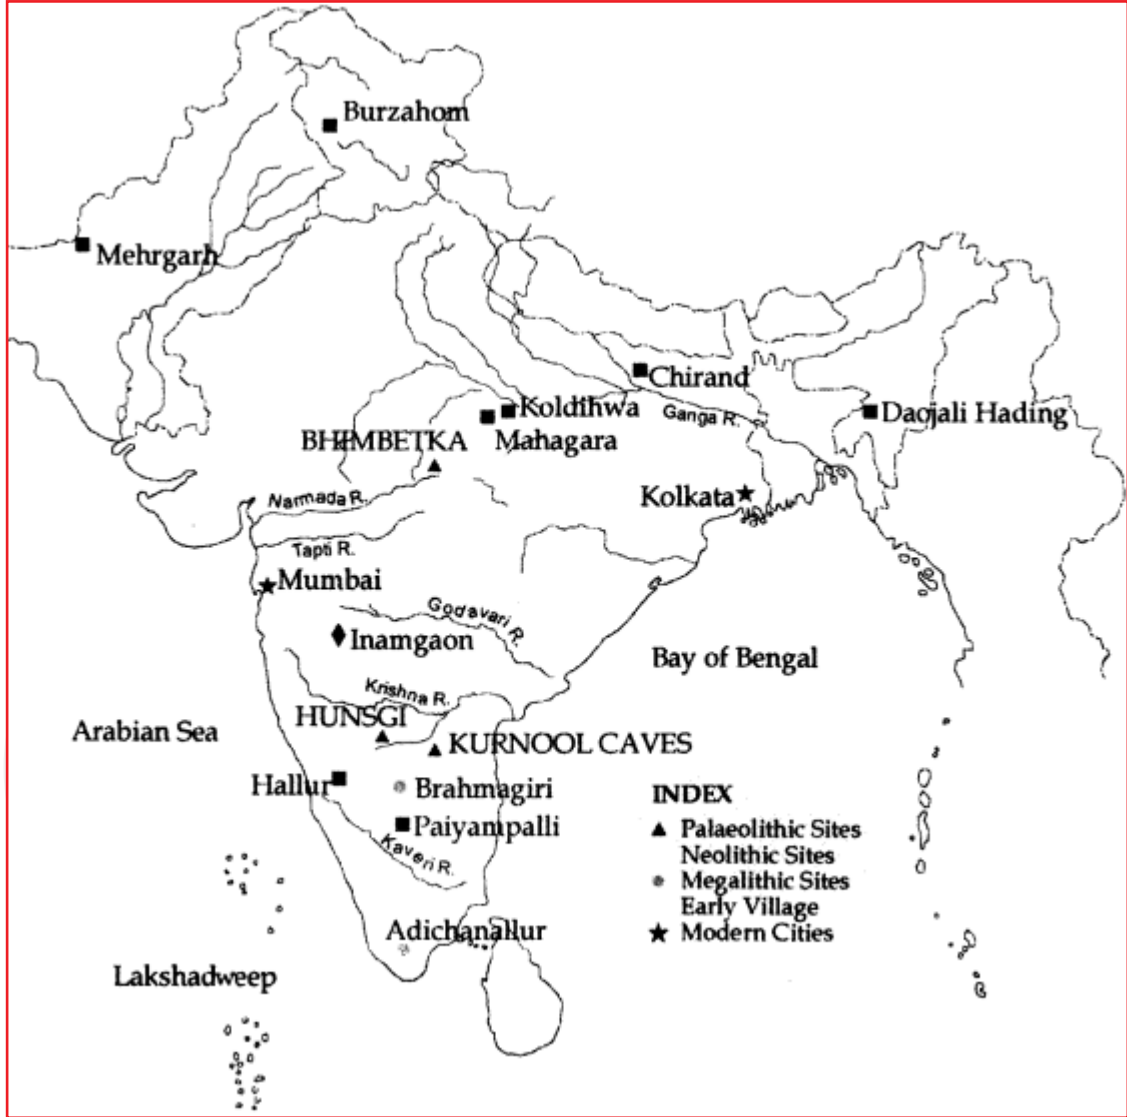 Burzahom
Mehrgarh
Chirand
Koldihwa
Ganga R.
Daojali Hading
BHIMBETKA
Mahagara
Narmada R.
Kolkata
Tapti R.
Mumbai
Godavari R.
Inamgaon
Bay of Bengal
Krishna R.
HUNSGI
Arabian Sea
KURNOOL CAVES
Hallur
Brahmagiri
Paiyampalli
Kaveri R.
Adichanallur
Lakshadweep
INDEX
Palaeolithic Sites
Neolithic Sites
Megalithic Sites
Early Village
Modern Cities